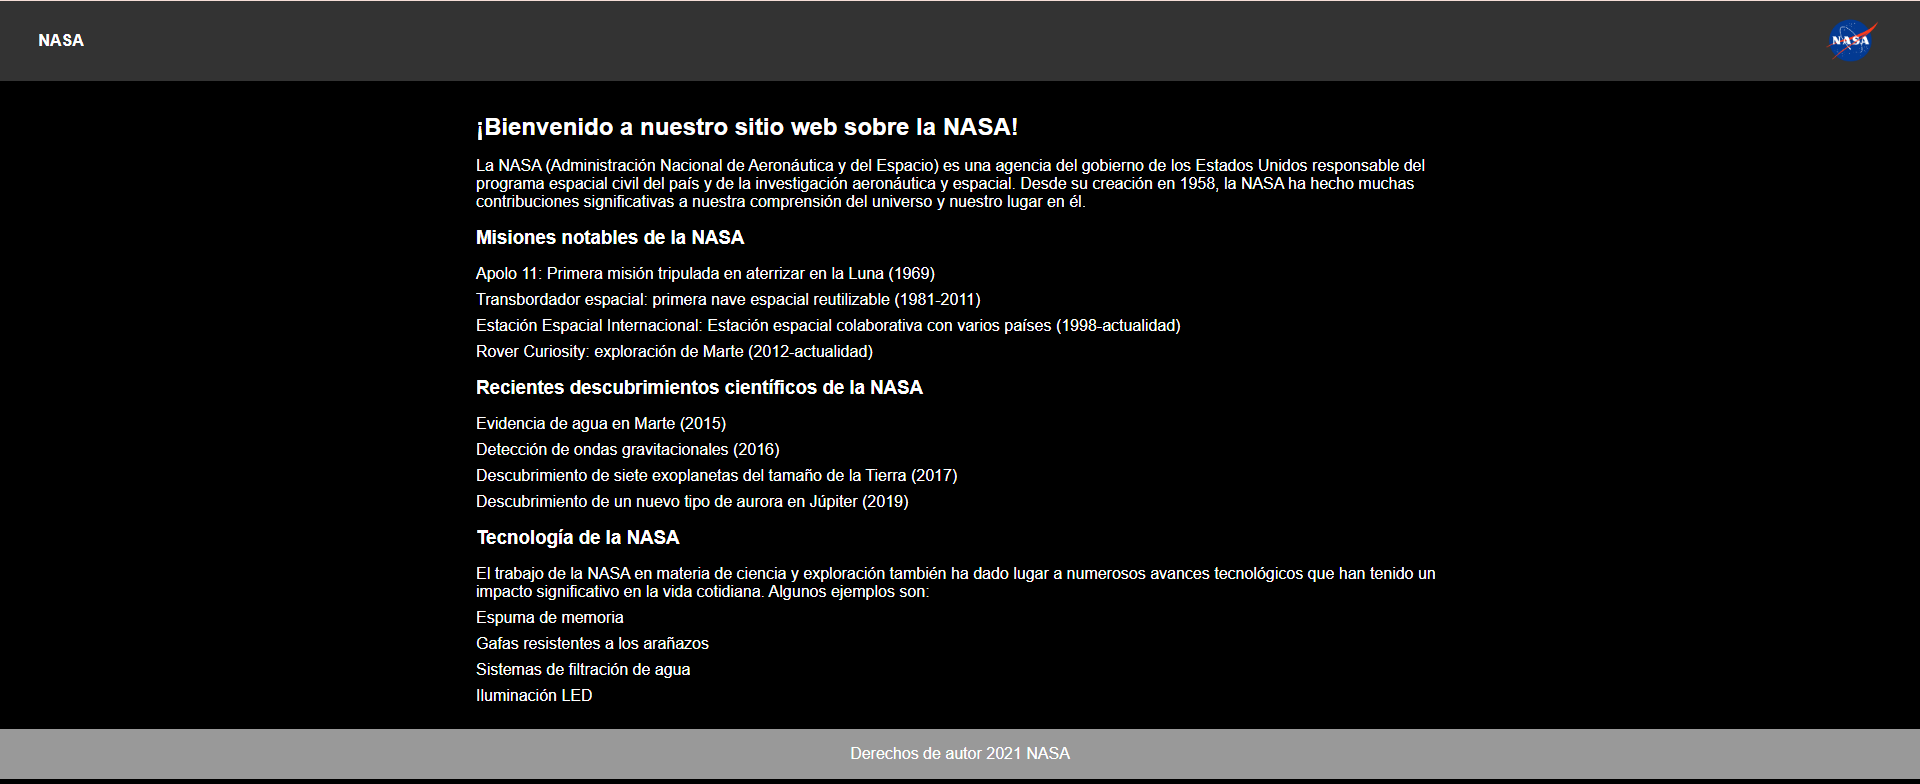 NASA
NASA
¡Bienvenido a nuestro sitio web sobre la NASA!
La NASA (Administración Nacional de Aeronáutica y del Espacio) es una agencia del gobierno de los Estados Unidos responsable del
programa espacial civil del país y de la investigación aeronáutica y espacial. Desde su creación en 1958, la NASA ha hecho muchas
contribuciones significativas a nuestra comprensión del universo y nuestro lugar en él.
Misiones notables de la NASA
Apolo 11: Primera misión tripulada en aterrizar en la Luna (1969)
Transbordador espacial: primera nave espacial reutilizable (1981-2011)
Estación Espacial Internacional: Estación espacial colaborativa con varios países (1998-actualidad)
Rover Curiosity: exploración de Marte (2012-actualidad)
Recientes descubrimientos científicos de la NASA
Evidencia de agua en Marte (2015)
Detección de ondas gravitacionales (2016)
Descubrimiento de siete exoplanetas del tamaño de la Tierra (2017)
Descubrimiento de un nuevo tipo de aurora en Júpiter (2019)
Tecnología de la NASA
El trabajo de la NASA en materia de ciencia y exploración también ha dado lugar a numerosos avances tecnológicos que han tenido un
impacto significativo en la vida cotidiana. Algunos ejemplos son:
Espuma de memoria
Gafas resistentes a los arañazos
Sistemas de filtración de agua
Iluminación LED
Derechos de autor 2021 NASA